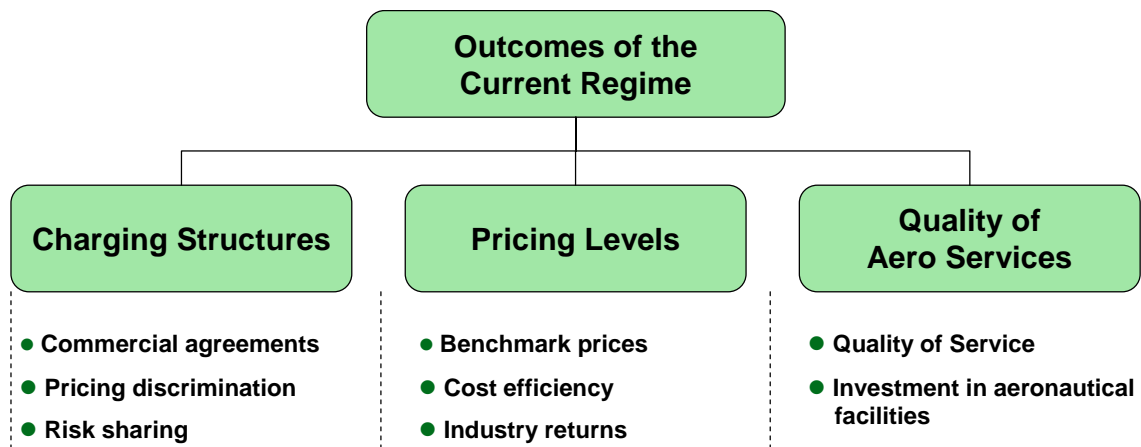 Outcomes of the
Current Regime
Charging Structures
Pricing Levels
Quality of
Aero Services
Commercial agreements
Pricing discrimination
Risk sharing
Benchmark prices
Cost efficiency
Industry returns
Quality of Service
Investment in aeronautical
facilities